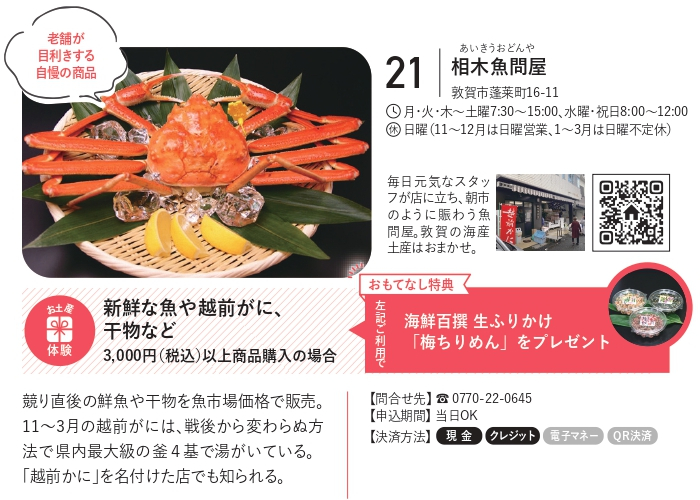 老舗が
目利きする
自慢の商品
21
あいきうおどんや
相木魚問屋
敦賀市蓬莱町16-11
月・火・木〜土曜7:30〜15:00、水曜・祝日8:00〜12:00
休 日曜（11〜12月は日曜営業、1〜3月は日曜不定休）
毎日元気なスタッ
フが店に立ち、朝市
のように賑わう魚
問屋。敦賀の海産
土産はおまかせ。
お土産
体験
新鮮な魚や越前がに、
干物など
3,000円（税込）以上商品購入の場合
おもてなし特典
左記ご利用で
海鮮百撰 生ふりかけ
「梅ちりめん」をプレゼント
競り直後の鮮魚や干物を魚市場価格で販売。
11〜3月の越前がには、戦後から変わらぬ方
法で県内最大級の釜４基で湯がいている。
「越前かに」を名付けた店でも知られる。
【問合せ先】☎ 0770-22-0645
【申込期間】当日OK
【決済方法】 現 金 クレジット 電子マネー QR決済